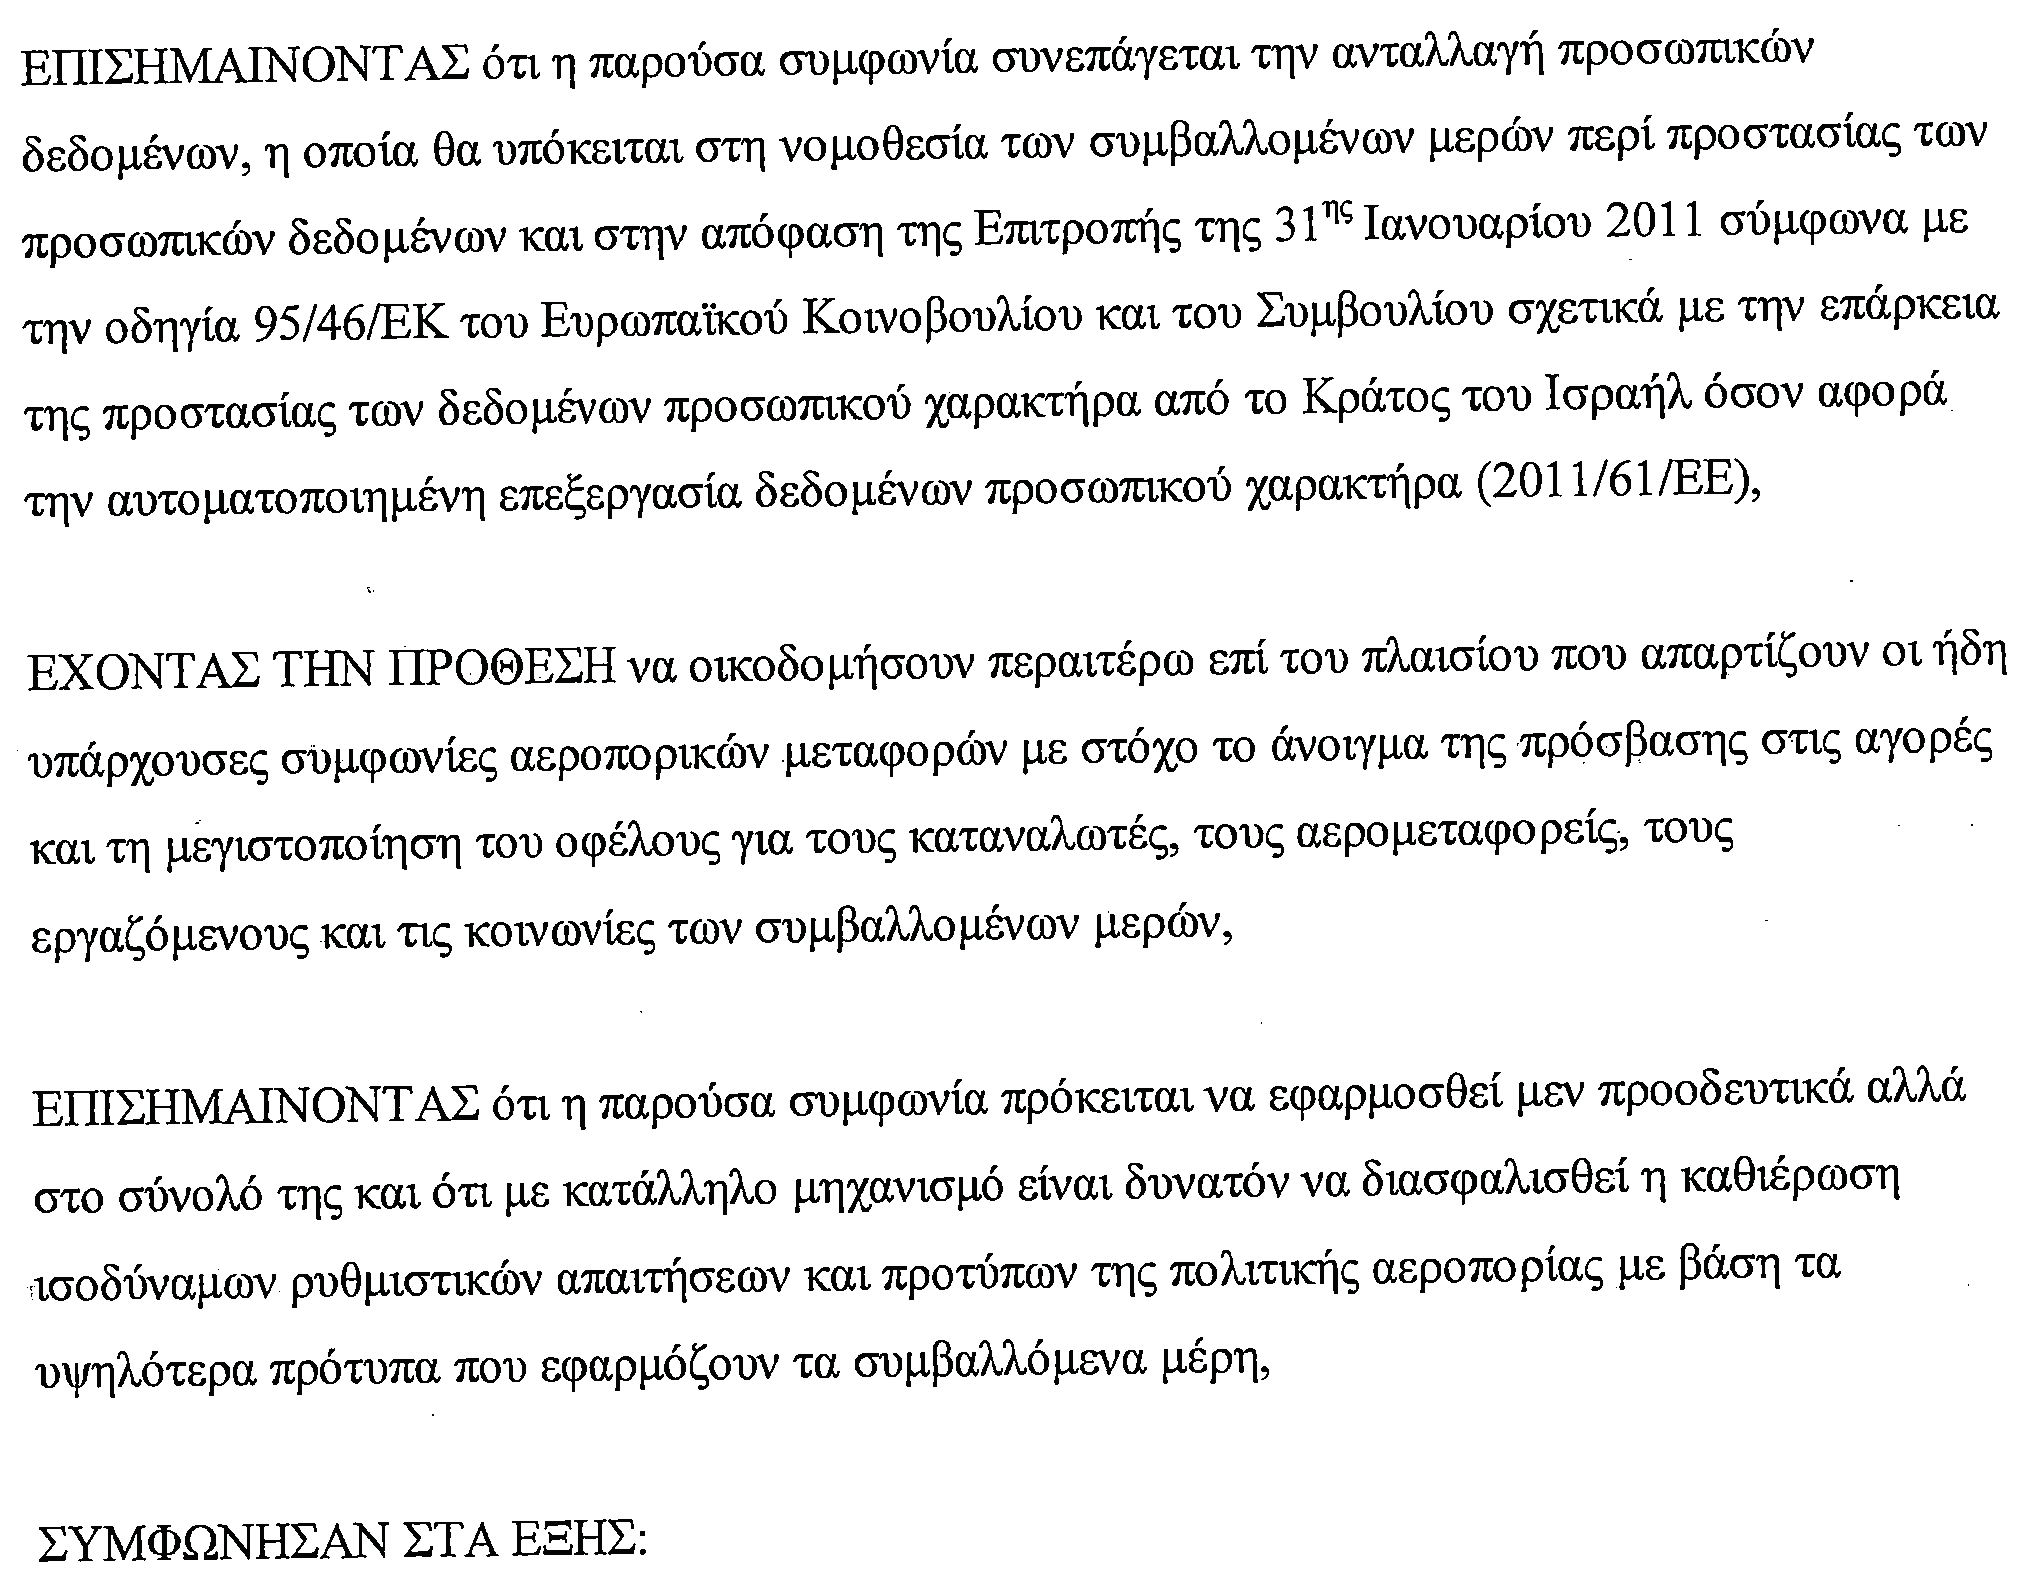 ΕΠΙΣΗΜΑΙΝΟΝΤΑΣ ότι η παρούσα συμφωνία συνεπάγεται την ανταλλαγή προσωπικών
δεδομένων, η οποία θα υπόκειται στη νομοθεσία των συμβαλλομένων μερών περί προστασίας των
προσωπικών δεδομένων και στην απόφαση της Επιτροπής της 31ης Ιανουαρίου 2011 σύμφωνα με
την οδηγία 95/46/ΕΚ του Ευρωπαϊκού Κοινοβουλίου και του Συμβουλίου σχετικά με την επάρκεια
της προστασίας των δεδομένων προσωπικού χαρακτήρα από το Κράτος του Ισραήλ όσον αφορά
την αυτοματοποιημένη επεξεργασία δεδομένων προσωπικού χαρακτήρα (2011/61/ΕΕ),
ΕΧΟΝΤΑΣ ΤΗΝ ΠΡΟΘΕΣΗ να οικοδομήσουν περαιτέρω επί του πλαισίου που απαρτίζουν οι ήδη
υπάρχουσες συμφωνίες αεροπορικών μεταφορών με στόχο το άνοιγμα της πρόσβασης στις αγορές
και τη μεγιστοποίηση του οφέλους για τους καταναλωτές, τους αερομεταφορείς, τους
εργαζόμενους και τις κοινωνίες των συμβαλλομένων μερών,
ΕΠΙΣΗΜΑΙΝΟΝΤΑΣ ότι η παρούσα συμφωνία πρόκειται να εφαρμοσθεί μεν προοδευτικά αλλά
στο σύνολό της και ότι με κατάλληλο μηχανισμό είναι δυνατόν να διασφαλισθεί η καθιέρωση
ισοδύναμων ρυθμιστικών απαιτήσεων και προτύπων της πολιτικής αεροπορίας με βάση τα
υψηλότερα πρότυπα που εφαρμόζουν τα συμβαλλόμενα μέρη,
ΣΥΜΦΩΝΗΣΑΝ ΣΤΑ ΕΞΗΣ: